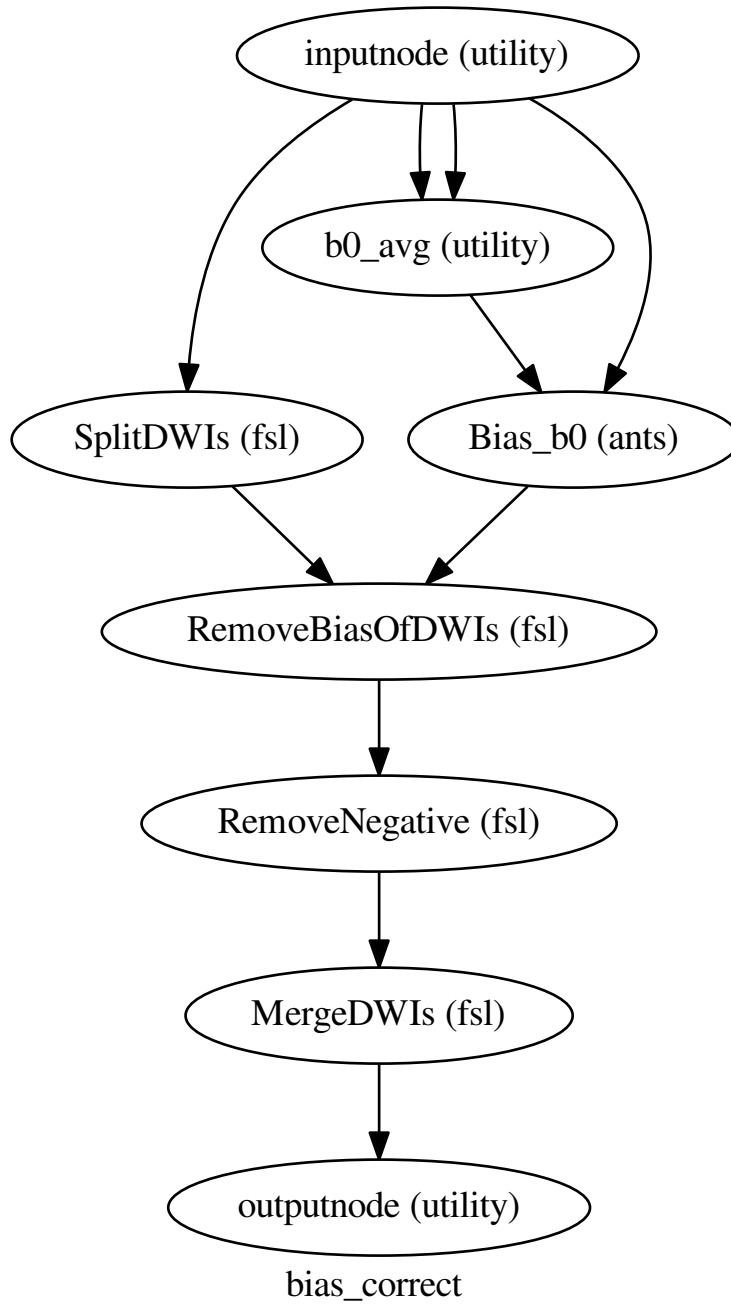 inputnode (utility)
b0_avg (utility)
SplitDWIs (fsl)
Bias_b0 (ants)
RemoveBiasOfDWIs (fsl)
RemoveNegative (fsl)
MergeDWIs (fsl)
outputnode (utility)
bias_correct